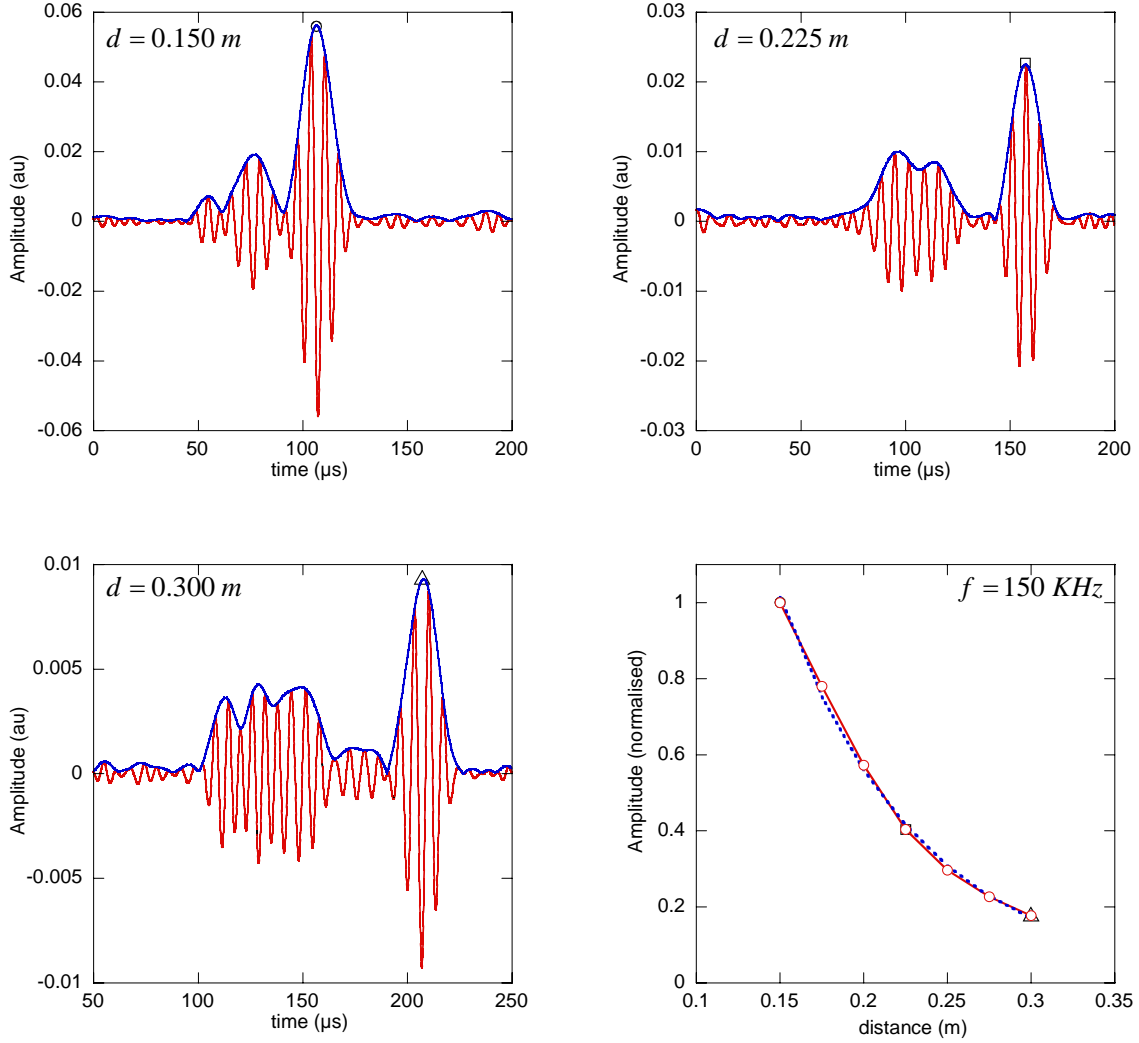 d = 0.150 m
0.06
0.04
0.02
0
-0.02
-0.04
-0.06
Amplitude (au)
0 50 100 150 200
time (µs)
d = 0.225 m
0.03
0.02
0.01
0
-0.01
-0.02
-0.03
Amplitude (au)
0 50 100 150 200
time (µs)
d = 0.300 m
0.01
0.005
0
-0.005
-0.01
Amplitude (au)
50 100 150 200 250
time (µs)
f = 150 KHz
1
0.8
0.6
0.4
0.2
0
Amplitude (normalised)
0.1 0.15 0.2 0.25 0.3 0.35
distance (m)